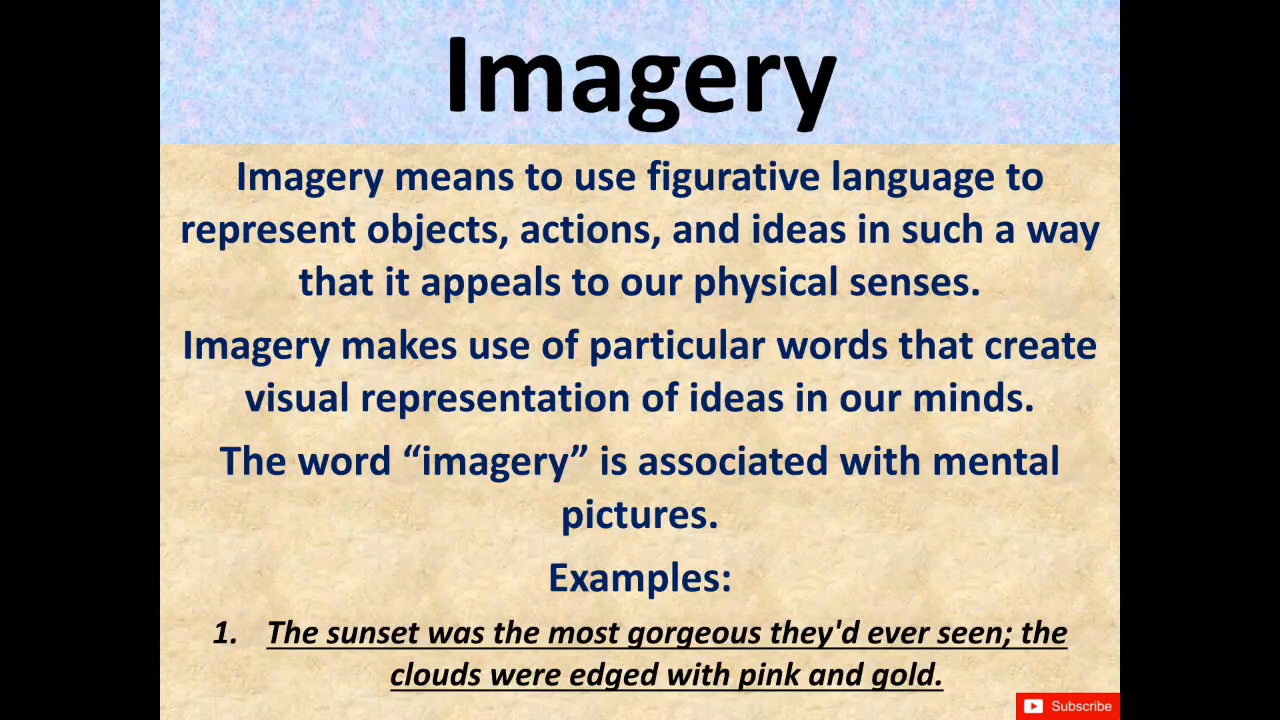 Imagery
Imagery means to use figurative language to
represent objects, actions, and ideas in such a way
that it appeals to our physical senses.
Imagery makes use of particular words that create
visual representation of ideas in our minds.
The word “imagery” is associated with mental
pictures.
Examples:
1. The sunset was the most gorgeous they'd ever seen; the
clouds were edged with pink and gold.
Subscribe